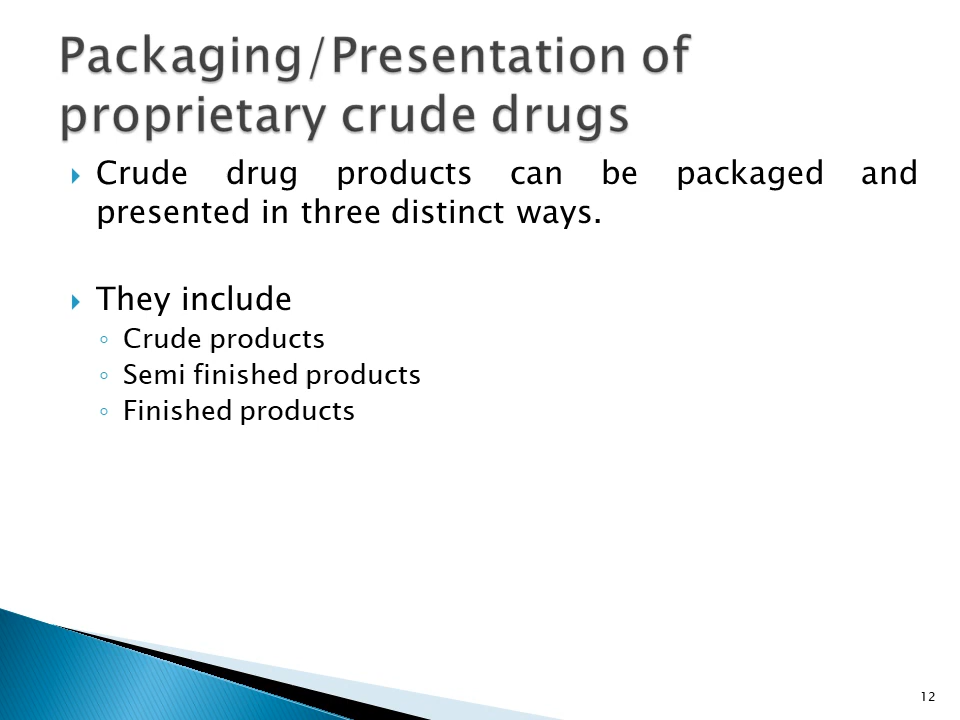 Packaging/Presentation of
proprietary crude drugs
Crude drug products can be packaged and
presented in three distinct ways.
They include
Crude products
Semi finished products
Finished products
12